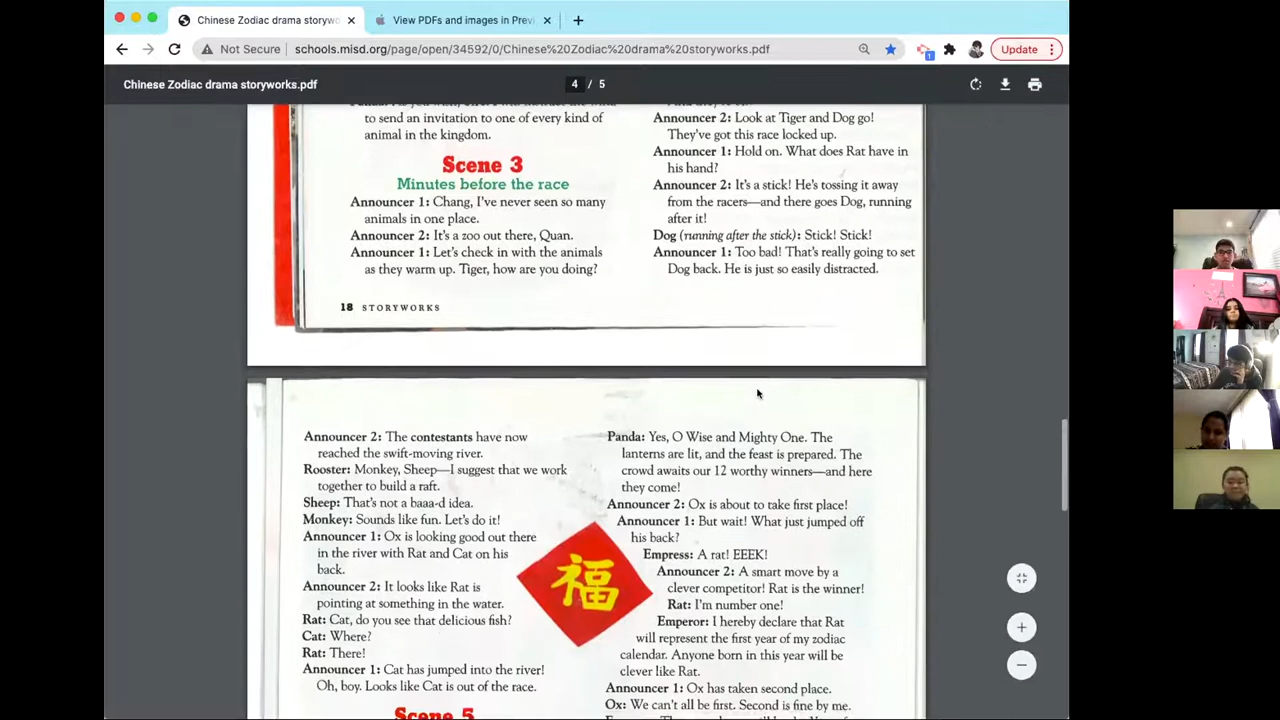 Chinese Zodiac drama storywo
View PDFs and images in Previ
Not Secure
schools.misd.org/page/open/34592/0/Chinese%20Zodiac%20drama%20storyworks.pdf
1
Update
Chinese Zodiac drama storyworks.pdf
4 / 5
to send an invitation to one of every kind of
animal in the kingdom.
Scene 3
Minutes before the race
Announcer 1: Chang, I've never seen so many
animals in one place.
Announcer 2: It's a zoo out there, Quan.
Announcer 1: Let's check in with the animals
as they warm up. Tiger, how are you doing?
18 STORYWORKS
Announcer 2: Look at Tiger and Dog go!
They've got this race locked up.
Announcer 1: Hold on. What does Rat have in
his hand?
Announcer 2: It's a stick! He's tossing it away
from the racers—and there goes Dog, running
after it!
Dog (running after the stick): Stick! Stick!
Announcer 1: Too bad! That's really going to set
Dog back. He is just so easily distracted.
Announcer 2: The contestants have now
reached the swift-moving river.
Rooster: Monkey, Sheep—I suggest that we work
together to build a raft.
Sheep: That's not a baaa-d idea.
Monkey: Sounds like fun. Let's do it!
Announcer 1: Ox is looking good out there
in the river with Rat and Cat on his
back.
Announcer 2: It looks like Rat is
pointing at something in the water.
Rat: Cat, do you see that delicious fish?
Cat: Where?
Rat: There!
Announcer 1: Cat has jumped into the river!
Oh, boy. Looks like Cat is out of the race.
Scene 5
福
Panda: Yes, O Wise and Mighty One. The
lanterns are lit, and the feast is prepared. The
crowd awaits our 12 worthy winners—and here
they come!
Announcer 2: Ox is about to take first place!
Announcer 1: But wait! What just jumped off
his back?
Empress: A rat! EEEK!
Announcer 2: A smart move by a
clever competitor! Rat is the winner!
Rat: I'm number one!
Emperor: I hereby declare that Rat
will represent the first year of my zodiac
calendar. Anyone born in this year will be
clever like Rat.
Announcer 1: Ox has taken second place.
Ox: We can't all be first. Second is fine by me.